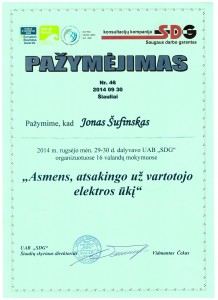 konsultacijų kompanija SDG
Saugaus darbo garantas
PAŽYMĖJIMAS
Nr. 46
2014 09 30
Šiauliai
Pažymime, kad Jonas Šufinskas
2014 m. rugsėjo mėn. 29-30 d. dalyvavo UAB „SDG“
organizuotuose 16 valandų mokymuose
„Asmens, atsakingo už vartotojo
elektros ūkį“
UAB „SDG“
Šiaulių skyriaus direktorius
Vidmantas Čekas